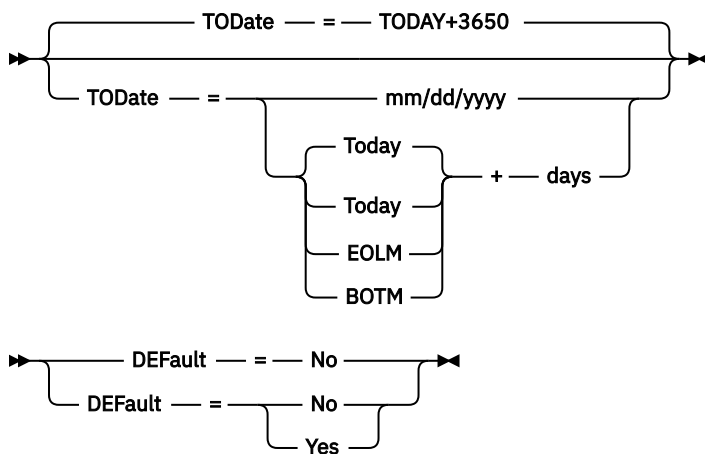 TODate = TODAY+3650
TODate = mm/dd/yyyy
Today
+ days
Today
EOLM
BOTM
DEFault = No
DEFault = No
Yes